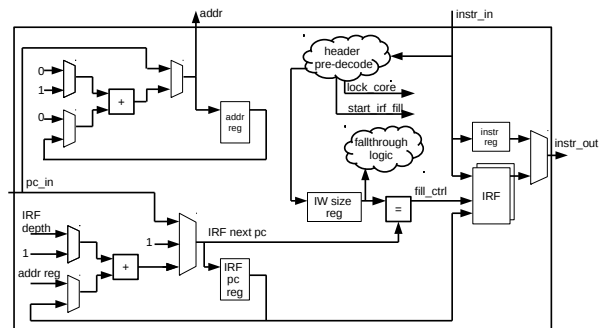 addr
instr_in
header
pre-decode
0
1
+
lock_core
start_irf_fill
0
addr
reg
fallthrough
logic
instr
reg
instr_out
pc_in
IW size
reg
=
fill_ctrl
IRF
IRF
depth
1
1
IRF next pc
+
addr reg
IRF
pc
reg